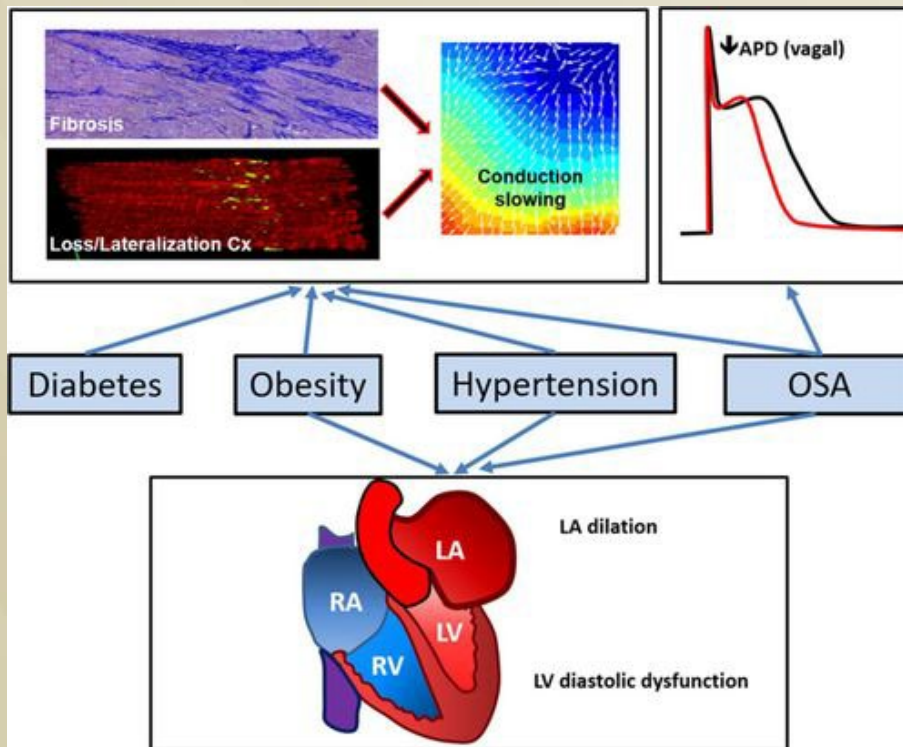 Fibrosis
Loss/Lateralization Cx
Conduction
slowing
🡇APD (vagal)
Diabetes
Obesity
Hypertension
OSA
LA
RA
LV
RV
LA dilation
LV diastolic dysfunction